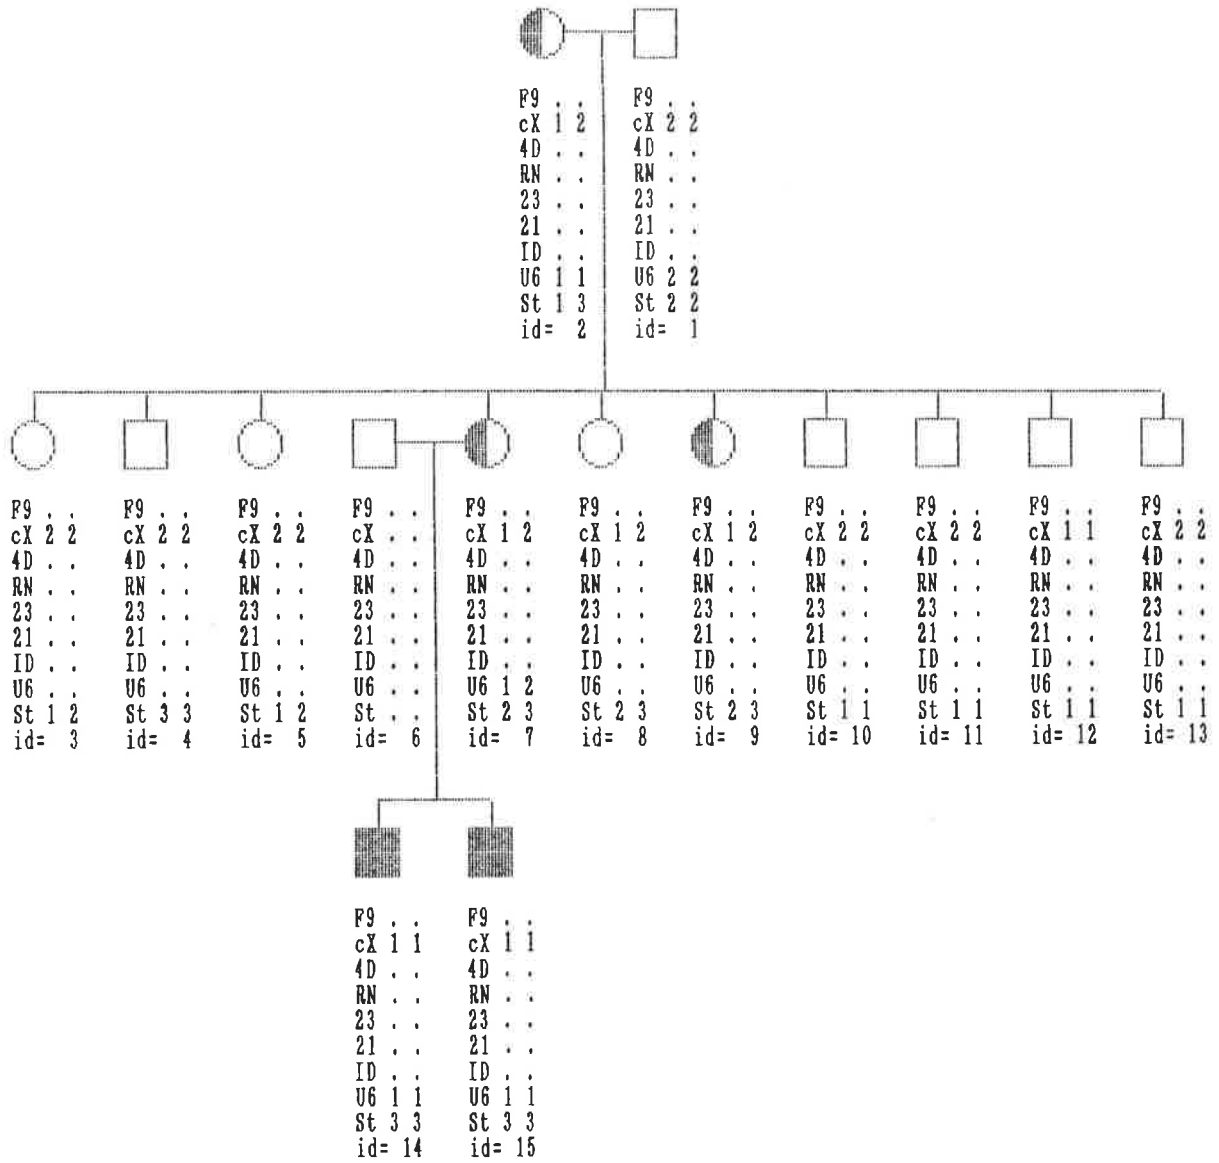 F9 . . F9 . .
cX 1 2 cX 2 2
4D . . 4D . .
RN . . RN . .
23 . . 23 . .
21 . . 21 . .
ID . . ID . .
U6 1 1 U6 2 2
St 1 3 St 2 2
id= 2 id= 1
F9 . . F9 . . F9 . . F9 . . F9 . . F9 . . F9 . . F9 . . F9 . . F9 . . F9 . .
cX 2 2 cX 2 2 cX 2 2 cX . . cX 1 2 cX 1 2 cX 1 2 cX 2 2 cX 2 2 cX 1 1 cX 2 2
4D . . 4D . . 4D . . 4D . . 4D . . 4D . . 4D . . 4D . . 4D . . 4D . . 4D . .
RN . . RN . . RN . . RN . . RN . . RN . . RN . . RN . . RN . . RN . . RN . .
23 . . 23 . . 23 . . 23 . . 23 . . 23 . . 23 . . 23 . . 23 . . 23 . . 23 . .
21 . . 21 . . 21 . . 21 . . 21 . . 21 . . 21 . . 21 . . 21 . . 21 . . 21 . .
ID . . ID . . ID . . ID . . ID . . ID . . ID . . ID . . ID . . ID . . ID . .
U6 . . U6 . . U6 . . U6 . . U6 1 2 U6 . . U6 . . U6 . . U6 . . U6 . . U6 . .
St 1 2 St 3 3 St 1 2 St . . St 2 3 St 2 3 St 2 3 St 1 1 St 1 1 St 1 1 St 1 1
id= 3 id= 4 id= 5 id= 6 id= 7 id= 8 id= 9 id= 10 id= 11 id= 12 id= 13
F9 . . F9 . .
cX 1 1 cX 1 1
4D . . 4D . .
RN . . RN . .
23 . . 23 . .
21 . . 21 . .
ID . . ID . .
U6 1 1 U6 1 1
St 3 3 St 3 3
id= 14 id= 15